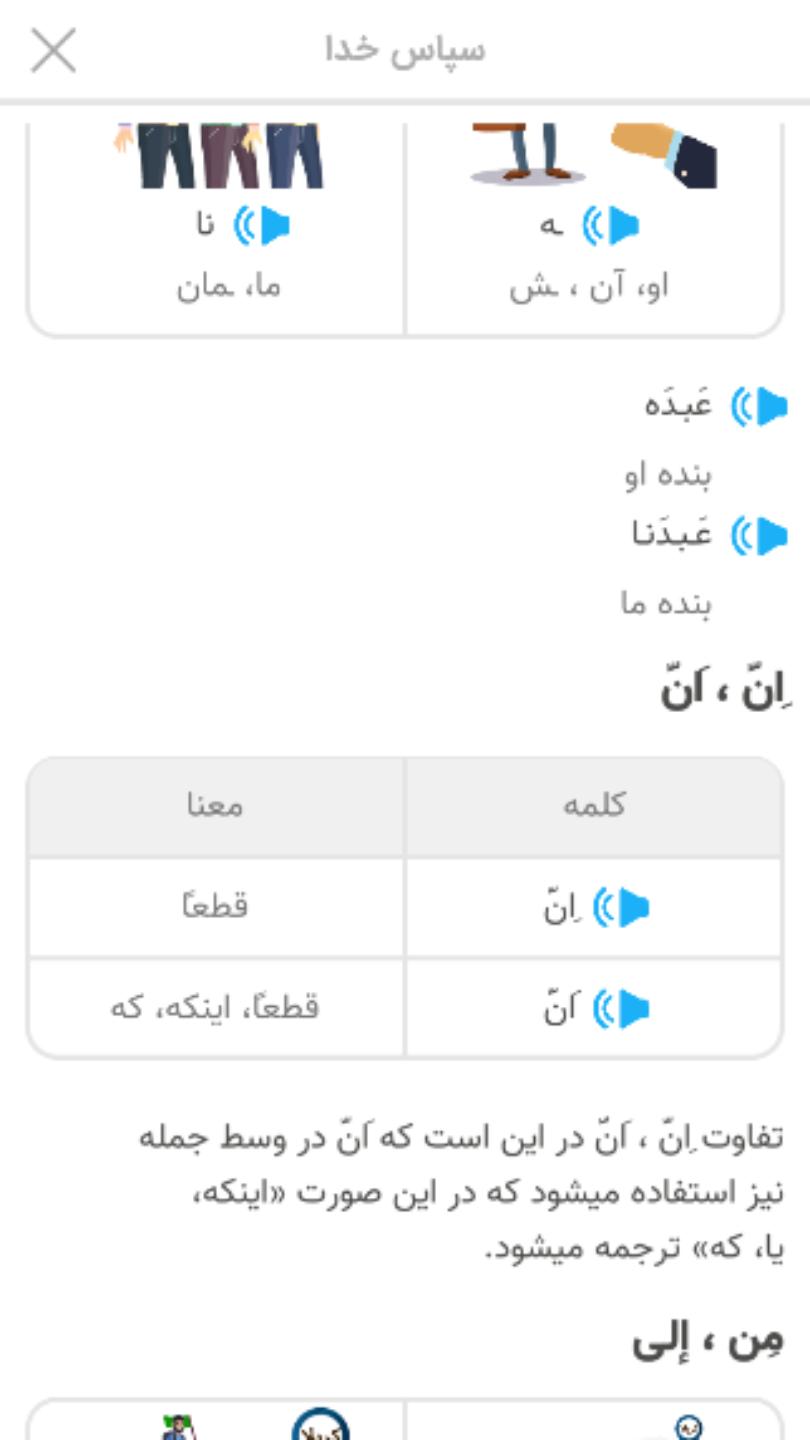 سپاس خدا
ـه
نا
او، آن ، ـش
ما، ـمان
عَبدَه
بنده او
عَبدَنا
بنده ما
اِنّ ، اَنّ
کلمه
معنا
اِنّ
قطعاً
اَنّ
قطعاً، اینکه، که
تفاوت اِنّ ، اَنّ در این است که اَنّ در وسط جمله
نیز استفاده میشود که در این صورت «اینکه،
یا، که» ترجمه میشود.
مِن ، إلی
کربلا